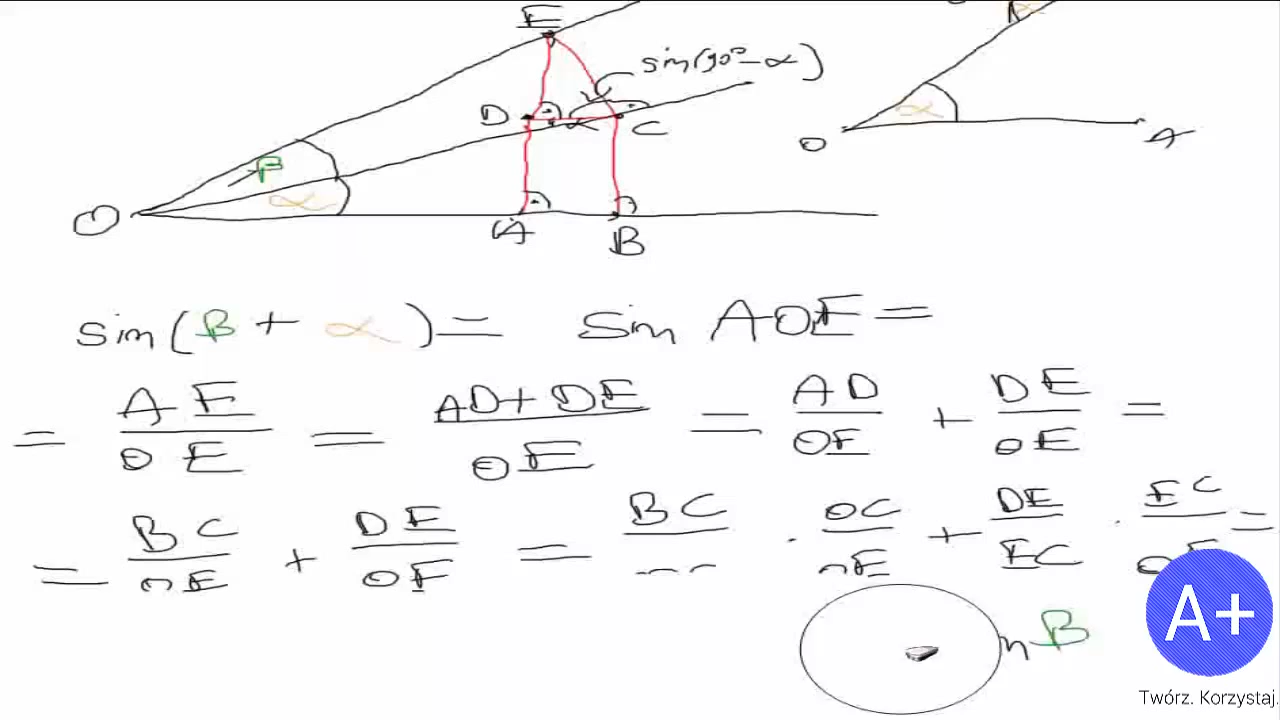 E
sin(90°-α)
D
α
C
α
O
A
β
α
O
A
B
sin(β + α) = sin AOE =
= AE/OE = AD+DE/OE = AD/OE + DE/OE =
= BC/OE + DE/OE = BC/ · OC/OE + DE/EC · EC/OE =
β
A+
Twórz. Korzystaj.